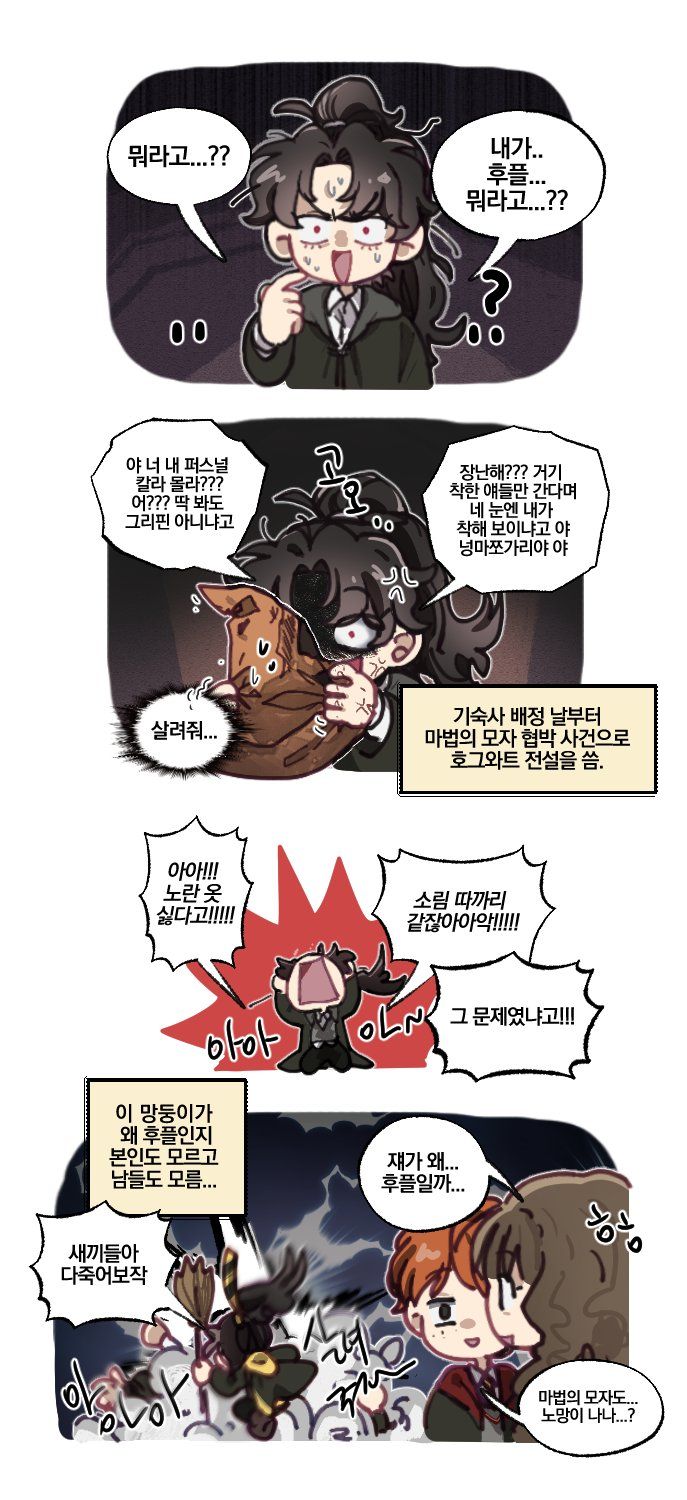 뭐라고...??
내가..
후플...
뭐라고...??
?
야 너 내 퍼스널
칼라 몰라???
어??? 딱 봐도
그리핀 아니냐고
고오..
장난해??? 거기
착한 얘들만 간다며
네 눈엔 내가
착해 보이냐고 야
넝마쪼가리야 야
살려줘...
기숙사 배정 날부터
마법의 모자 협박 사건으로
호그와트 전설을 씀.
아아!!!
노란 옷
싫다고!!!!!
소림 따까리
같잖아아악!!!!!
아아 아~
그 문제였냐고!!!
이 망둥이가
왜 후플인지
본인도 모르고
남들도 모름...
쟤가 왜...
후플일까...
새끼들아
다죽어보작
마법의 모자도...
노망이 나나...?